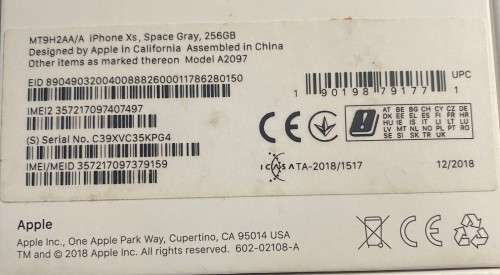 MT9H2AA/A iPhone Xs, Space Gray, 256GB
Designed by Apple in California Assembled in China
Other items as marked thereon Model A2097
EID 89049032004008882600011786280150
UPC
1 90198 79177 1
IMEI2 357217097407497
(S) Serial No. C39XVC35KPG4
IMEI/MEID 357217097379159
CE
AT BE BG CH CY CZ DE
DK EE EL ES FI FR HR
HU IE IS IT LI LT LU
LV MT NL NO PL PT RO
SE SI SK TR UK
ICASA TA-2018/1517
12/2018
Apple
Apple Inc., One Apple Park Way, Cupertino, CA 95014 USA
TM and © 2018 Apple Inc. All rights reserved. 602-02108-A
CE